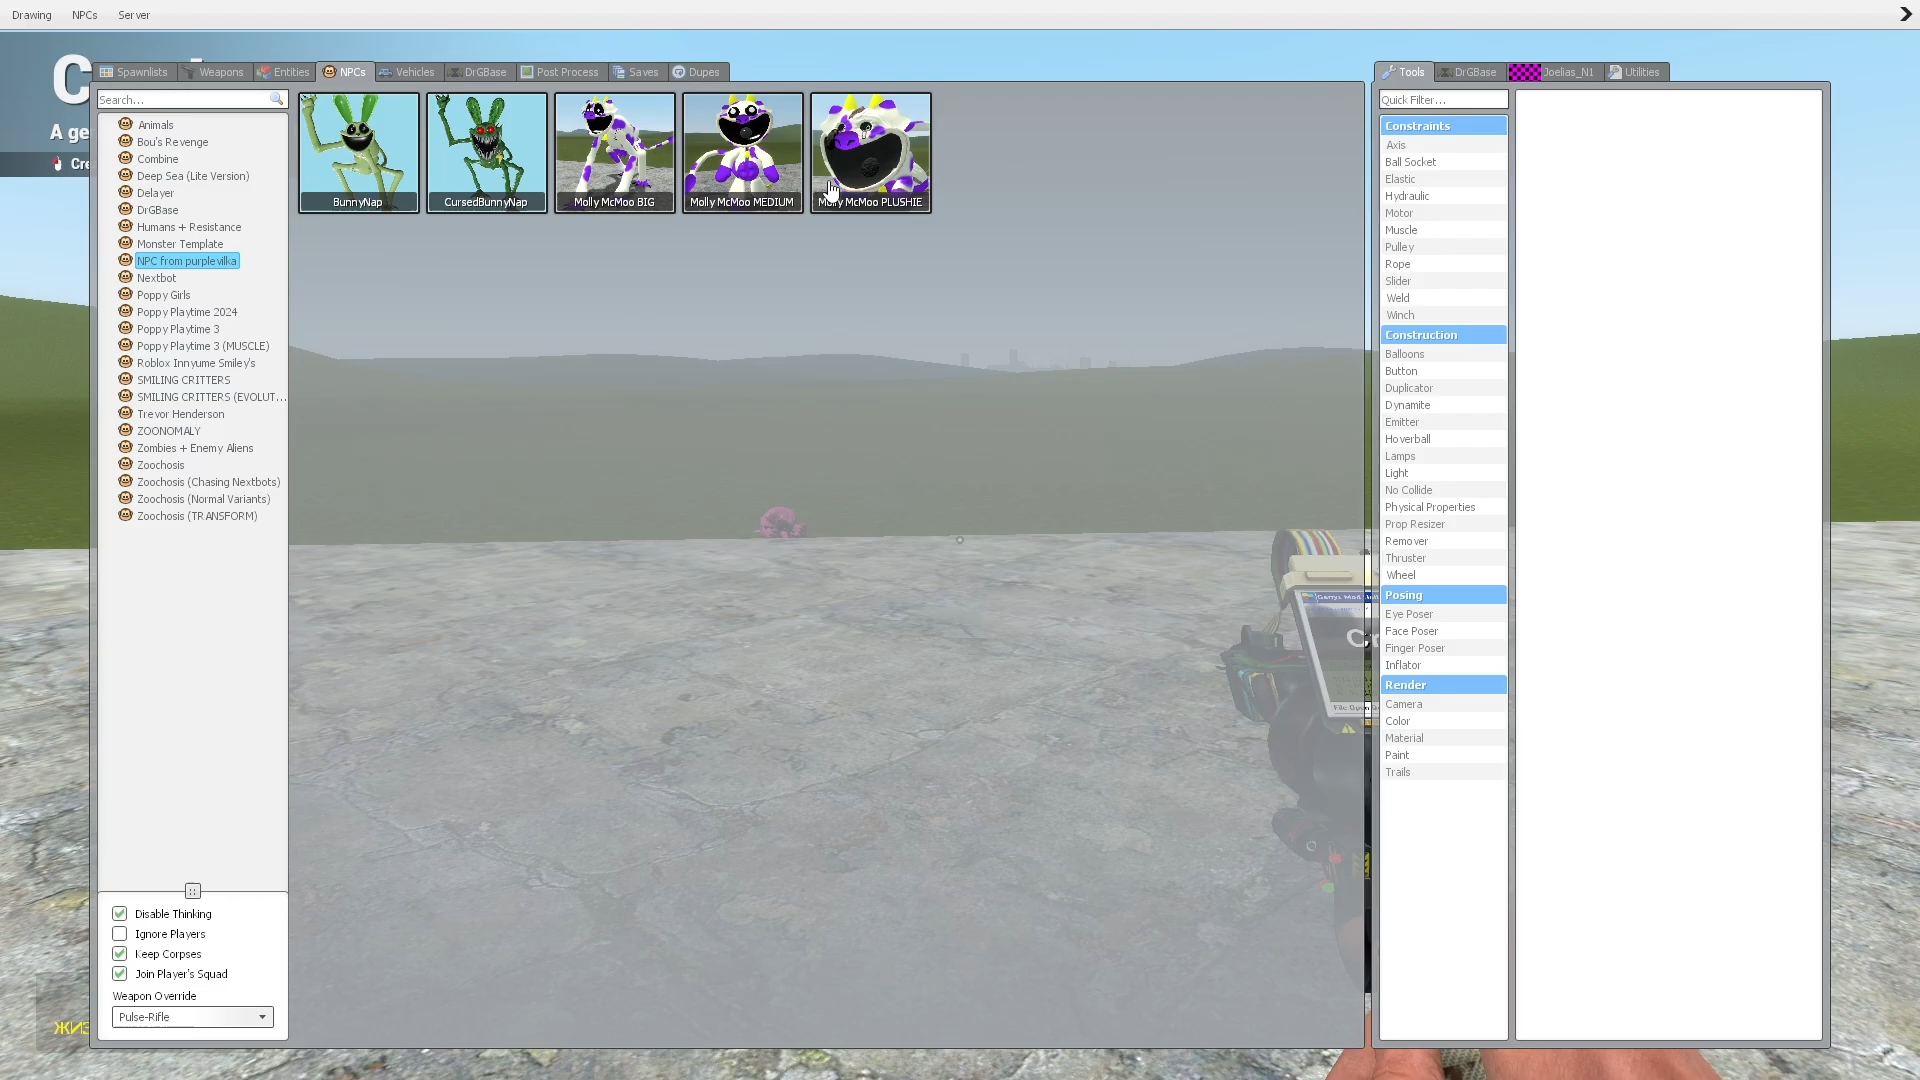 Drawing NPCs Server
C
A ge
Cre
Spawnlists Weapons Entities NPCs Vehicles DrGBase Post Process Saves Dupes
Search...
Animals
Bou's Revenge
Combine
Deep Sea (Lite Version)
Delayer
DrGBase
Humans + Resistance
Monster Template
NPC from purplevilka
Nextbot
Poppy Girls
Poppy Playtime 2024
Poppy Playtime 3
Poppy Playtime 3 (MUSCLE)
Roblox Innyume Smiley's
SMILING CRITTERS
SMILING CRITTERS (EVOLUT...
Trevor Henderson
ZOONOMALY
Zombies + Enemy Aliens
Zoochosis
Zoochosis (Chasing Nextbots)
Zoochosis (Normal Variants)
Zoochosis (TRANSFORM)
Disable Thinking
Ignore Players
Keep Corpses
Join Player's Squad
Weapon Override
Pulse-Rifle
ЖИЗ
BunnyNap CursedBunnyNap Molly McMoo BIG Molly McMoo MEDIUM Molly McMoo PLUSHIE
Cr
Tools DrGBase Joelias_N1 Utilities
Quick Filter...
Constraints
Axis
Ball Socket
Elastic
Hydraulic
Motor
Muscle
Pulley
Rope
Slider
Weld
Winch
Construction
Balloons
Button
Duplicator
Dynamite
Emitter
Hoverball
Lamps
Light
No Collide
Physical Properties
Prop Resizer
Remover
Thruster
Wheel
Posing
Eye Poser
Face Poser
Finger Poser
Inflator
Render
Camera
Color
Material
Paint
Trails